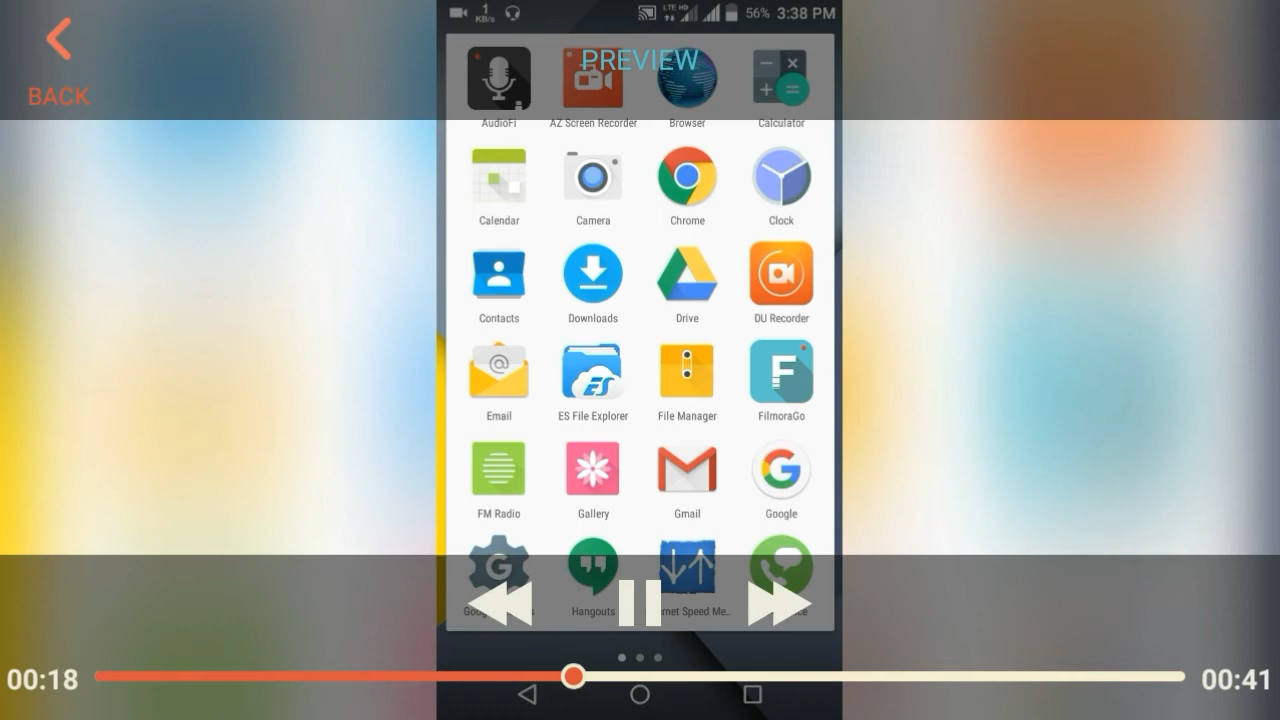 1 KB/s LTE HD 56% 3:38 PM
PREVIEW
BACK
AudioFi AZ Screen Recorder Browser Calculator
Calendar Camera Chrome Clock
Contacts Downloads Drive DU Recorder
@ ES F
Email ES File Explorer File Manager FilmoraGo
FM Radio Gallery Gmail Google
G
Hangouts
00:18 00:41